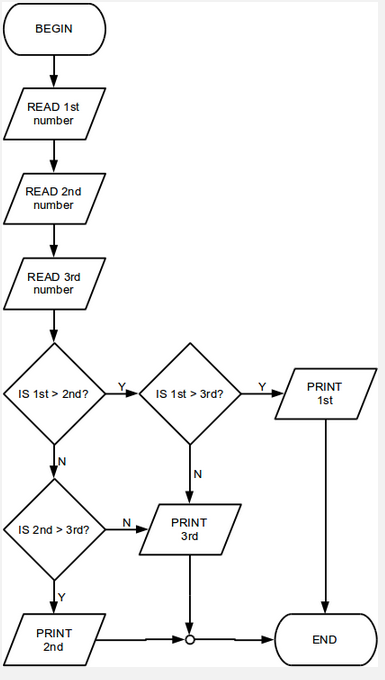 BEGIN
READ 1st
number
READ 2nd
number
READ 3rd
number
IS 1st > 2nd?
Y
IS 1st > 3rd?
Y
PRINT
1st
N
N
IS 2nd > 3rd?
N
PRINT
3rd
Y
PRINT
2nd
END